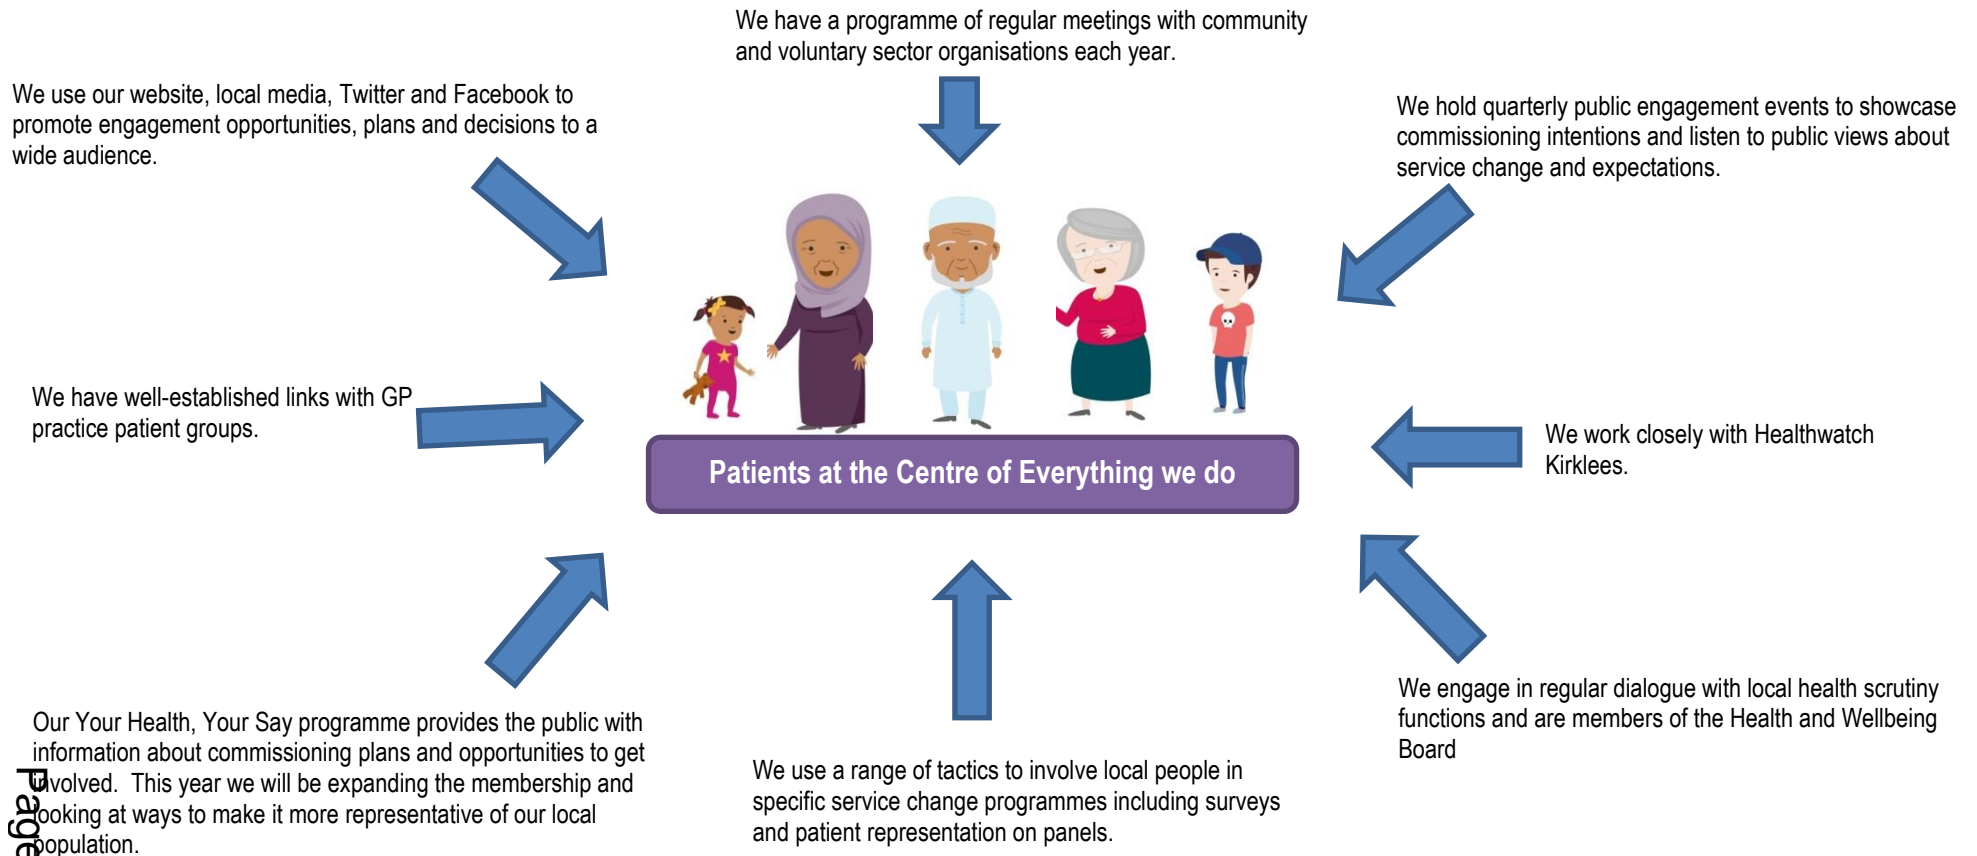 We have a programme of regular meetings with community
and voluntary sector organisations each year.
We use our website, local media, Twitter and Facebook to
promote engagement opportunities, plans and decisions to a
wide audience.
We hold quarterly public engagement events to showcase
commissioning intentions and listen to public views about
service change and expectations.
We have well-established links with GP
practice patient groups.
Patients at the Centre of Everything we do
We work closely with Healthwatch
Kirklees.
Our Your Health, Your Say programme provides the public with
information about commissioning plans and opportunities to get
involved.  This year we will be expanding the membership and
looking at ways to make it more representative of our local
population.
We use a range of tactics to involve local people in
specific service change programmes including surveys
and patient representation on panels.
We engage in regular dialogue with local health scrutiny
functions and are members of the Health and Wellbeing
Board
Page